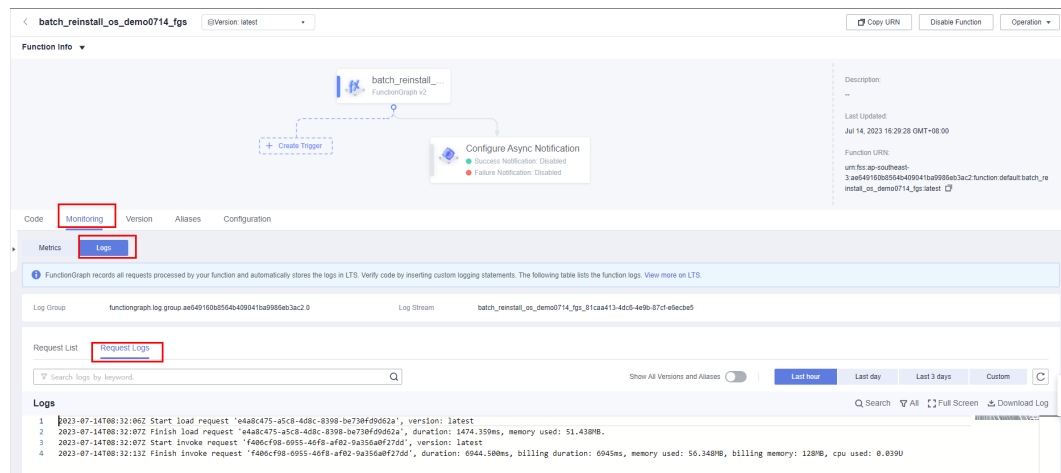 batch_reinstall_os_demo0714_fgs
Version: latest
Copy URN
Disable Function
Operation
Function Info
batch_reinstall_...
FunctionGraph v2
+ Create Trigger
Configure Async Notification
Success Notification: Disabled
Failure Notification: Disabled
Description:
--
Last Updated:
Jul 14, 2023 16:29:28 GMT+08:00
Function URN:
urn:fss:ap-southeast-
3:ae649160b8564b409041ba9986eb3ac2:function:default:batch_re
install_os_demo0714_fgs:latest
Code Monitoring Version Aliases Configuration
Metrics Logs
FunctionGraph records all requests processed by your function and automatically stores the logs in LTS. Verify code by inserting custom logging statements. The following table lists the function logs. View more on LTS.
Log Group functiongraph.log.group.ae649160b8564b409041ba9986eb3ac2.0 Log Stream batch_reinstall_os_demo0714_fgs_81caa413-4dc6-4e9b-87cf-e6ecbe5
Request List Request Logs
Search logs by keyword. Show All Versions and Aliases Last hour Last day Last 3 days Custom
Logs Search All Full Screen Download Log
1 2023-07-14T08:32:06Z Start load request 'e4a8c475-a5c8-4d8c-8398-be730fd9d62a', version: latest
2 2023-07-14T08:32:07Z Finish load request 'e4a8c475-a5c8-4d8c-8398-be730fd9d62a', duration: 1474.359ms, memory used: 51.438MB.
3 2023-07-14T08:32:07Z Start invoke request 'f406cf98-6955-46f8-af02-9a356a0f27dd', version: latest
4 2023-07-14T08:32:13Z Finish invoke request 'f406cf98-6955-46f8-af02-9a356a0f27dd', duration: 6944.500ms, billing duration: 6945ms, memory used: 56.348MB, billing memory: 128MB, cpu used: 0.039U